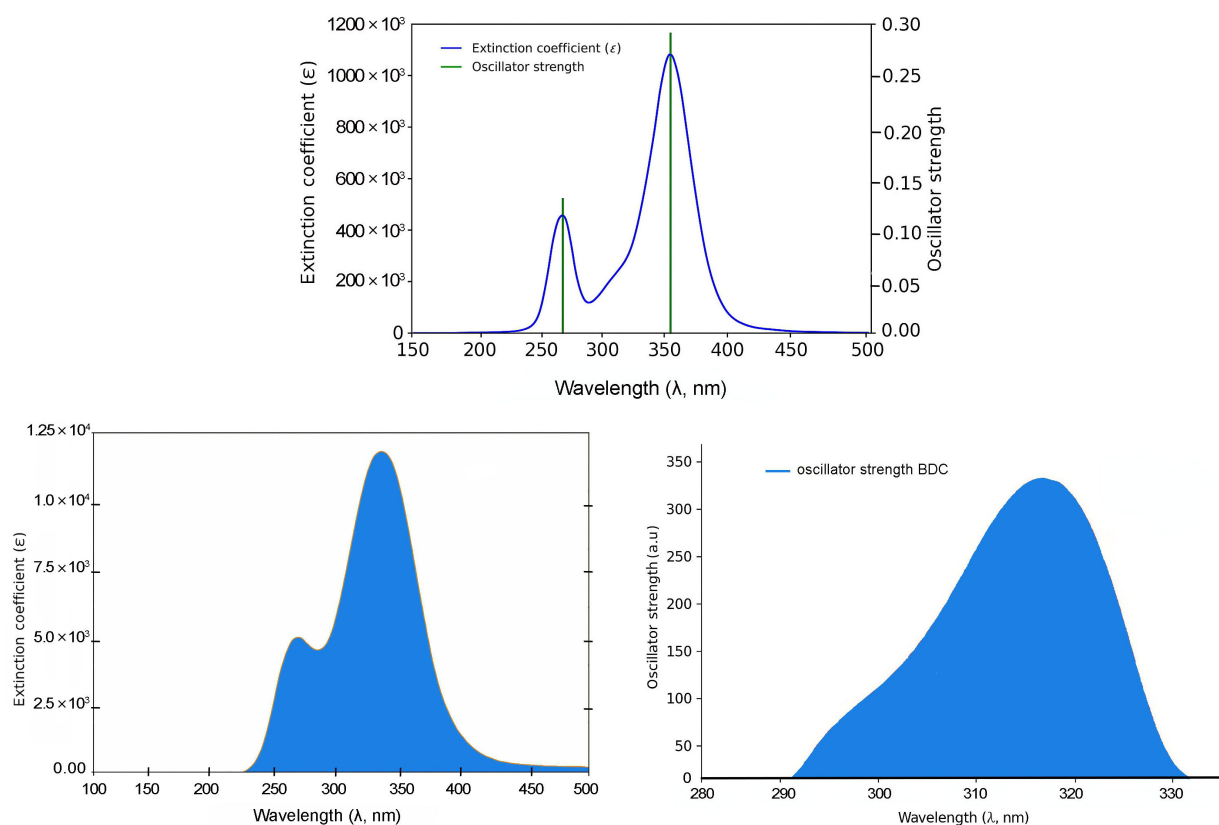 1200×10³
1000×10³
800×10³
600×10³
400×10³
200×10³
0
Extinction coefficient (ε)
Extinction coefficient (ε)
Oscillator strength
0.30
0.25
0.20
0.15
0.10
0.05
0.00
Oscillator strength
150 200 250 300 350 400 450 500
Wavelength (λ, nm)
1.25×10⁴
1.0×10⁴
7.5×10³
5.0×10³
2.5×10³
0.00
Extinction coefficient (ε)
100 150 200 250 300 350 400 450 500
Wavelength (λ, nm)
350
300
250
200
150
100
50
0
Oscillator strength (a.u)
oscillator strength BDC
280 290 300 310 320 330
Wavelength (λ, nm)